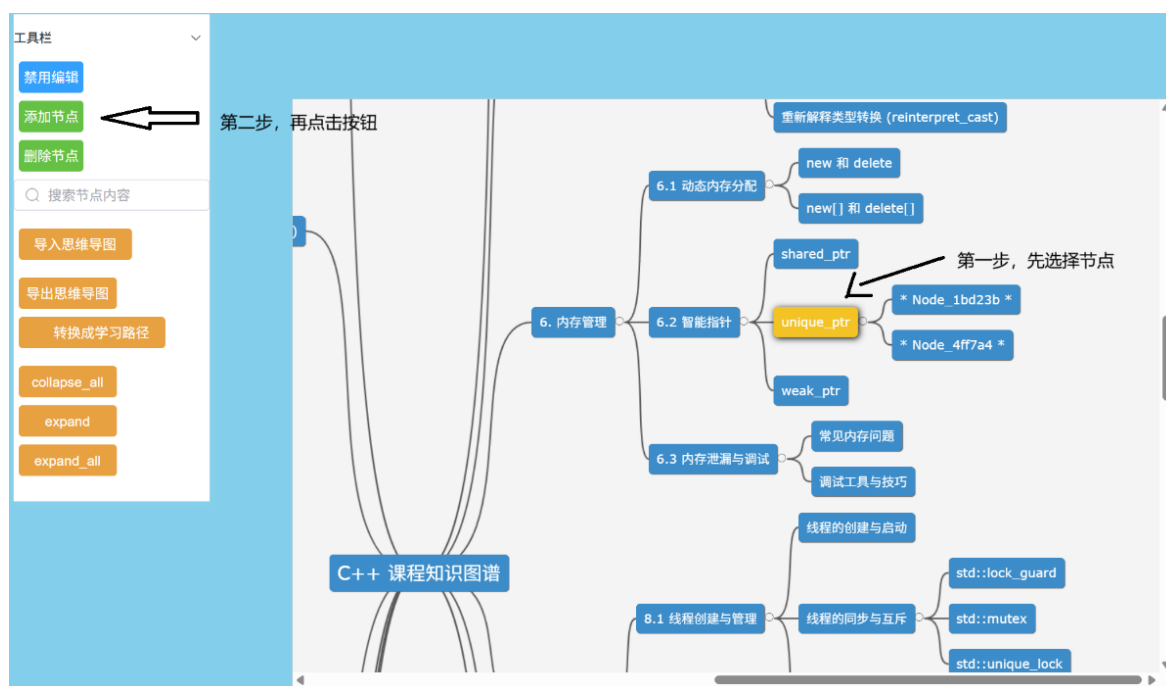 工具栏
禁用编辑
添加节点
第二步，再点击按钮
删除节点
搜索节点内容
导入思维导图
导出思维导图
转换成学习路径
collapse_all
expand
expand_all
重新解释类型转换 (reinterpret_cast)
6.1 动态内存分配
new 和 delete
new[] 和 delete[]
)
shared_ptr
第一步，先选择节点
6. 内存管理
6.2 智能指针
unique_ptr
* Node_1bd23b *
* Node_4ff7a4 *
weak_ptr
6.3 内存泄漏与调试
常见内存问题
调试工具与技巧
C++ 课程知识图谱
线程的创建与启动
8.1 线程创建与管理
线程的同步与互斥
std::lock_guard
std::mutex
std::unique_lock